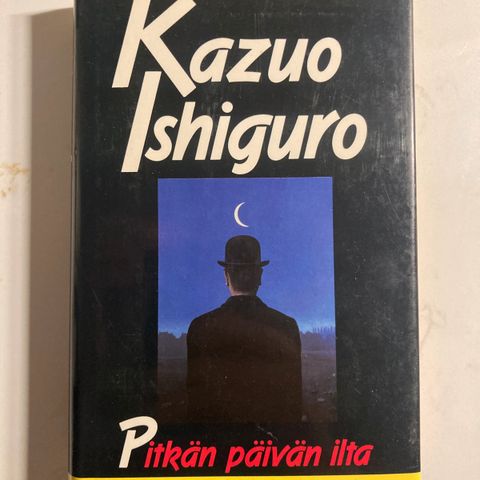 Kazuo
Ishiguro
Pitkän päivän ilta